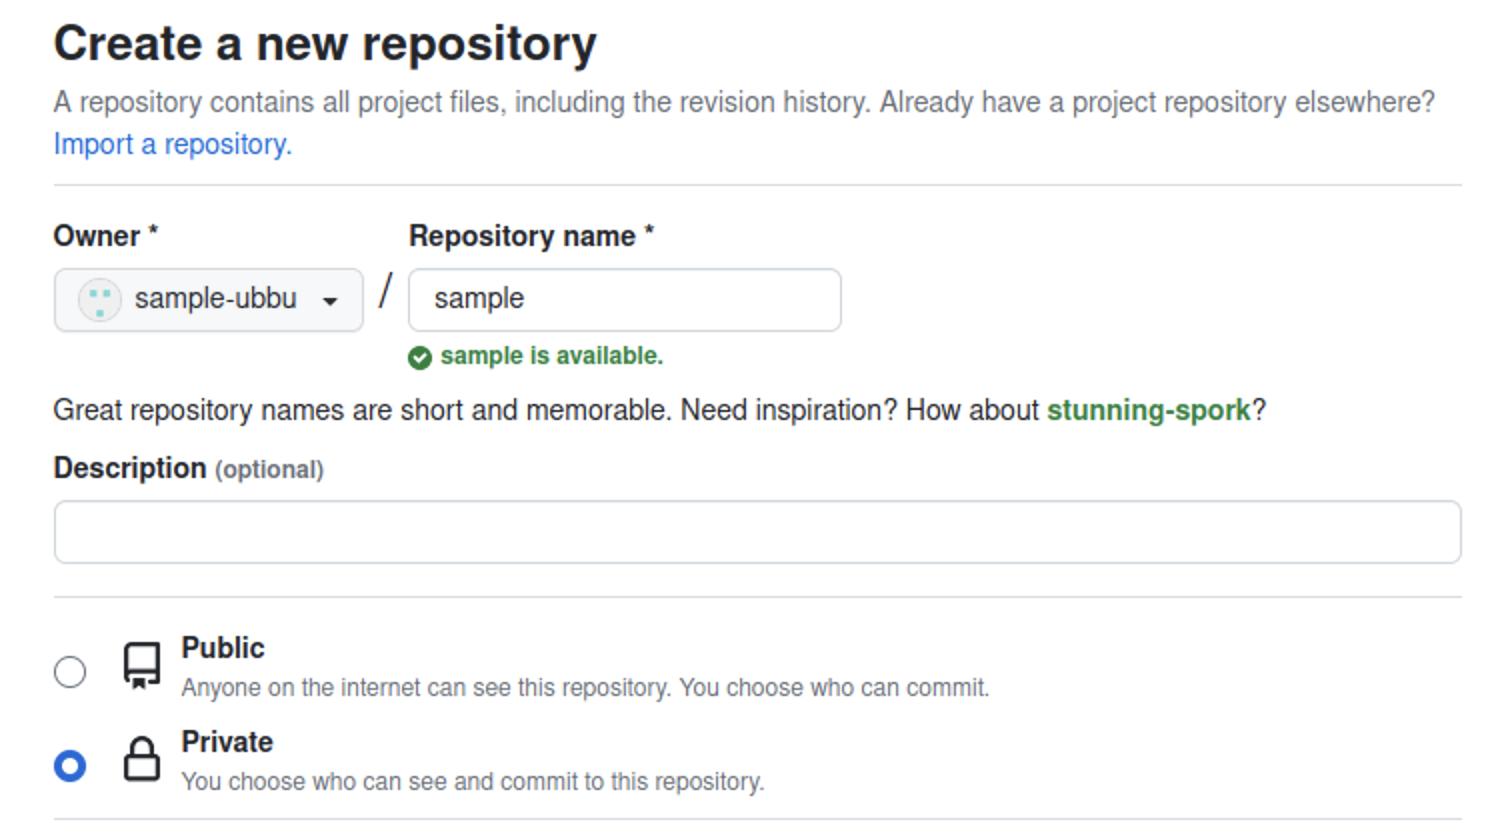 Create a new repository
A repository contains all project files, including the revision history. Already have a project repository elsewhere?
Import a repository.
Owner * Repository name *
sample-ubbu / sample
sample is available.
Great repository names are short and memorable. Need inspiration? How about stunning-spork?
Description (optional)
Public
Anyone on the internet can see this repository. You choose who can commit.
Private
You choose who can see and commit to this repository.